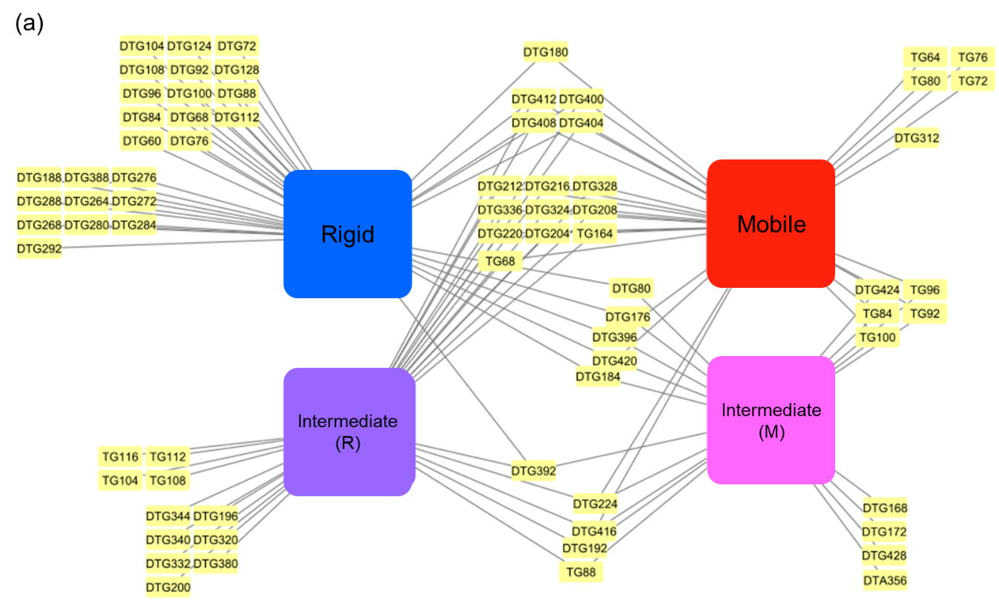 (a)
DTG104 DTG124 DTG72
DTG108 DTG92 DTG128
DTG96 DTG100 DTG88
DTG84 DTG68 DTG112
DTG60 DTG76
DTG188 DTG388 DTG276
DTG288 DTG264 DTG272
DTG268 DTG280 DTG284
DTG292
Rigid
DTG180
DTG412 DTG400
DTG408 DTG404
DTG212 DTG216 DTG328
DTG336 DTG324 DTG208
DTG220 DTG204 TG164
TG68
TG64 TG76
TG80 TG72
DTG312
Mobile
DTG80
DTG176
DTG396
DTG420
DTG184
DTG424 TG96
TG84 TG92
TG100
Intermediate
(R)
Intermediate
(M)
TG116 TG112
TG104 TG108
DTG344 DTG196
DTG340 DTG320
DTG332 DTG380
DTG200
DTG392
DTG224
DTG416
DTG192
TG88
DTG168
DTG172
DTG428
DTA356